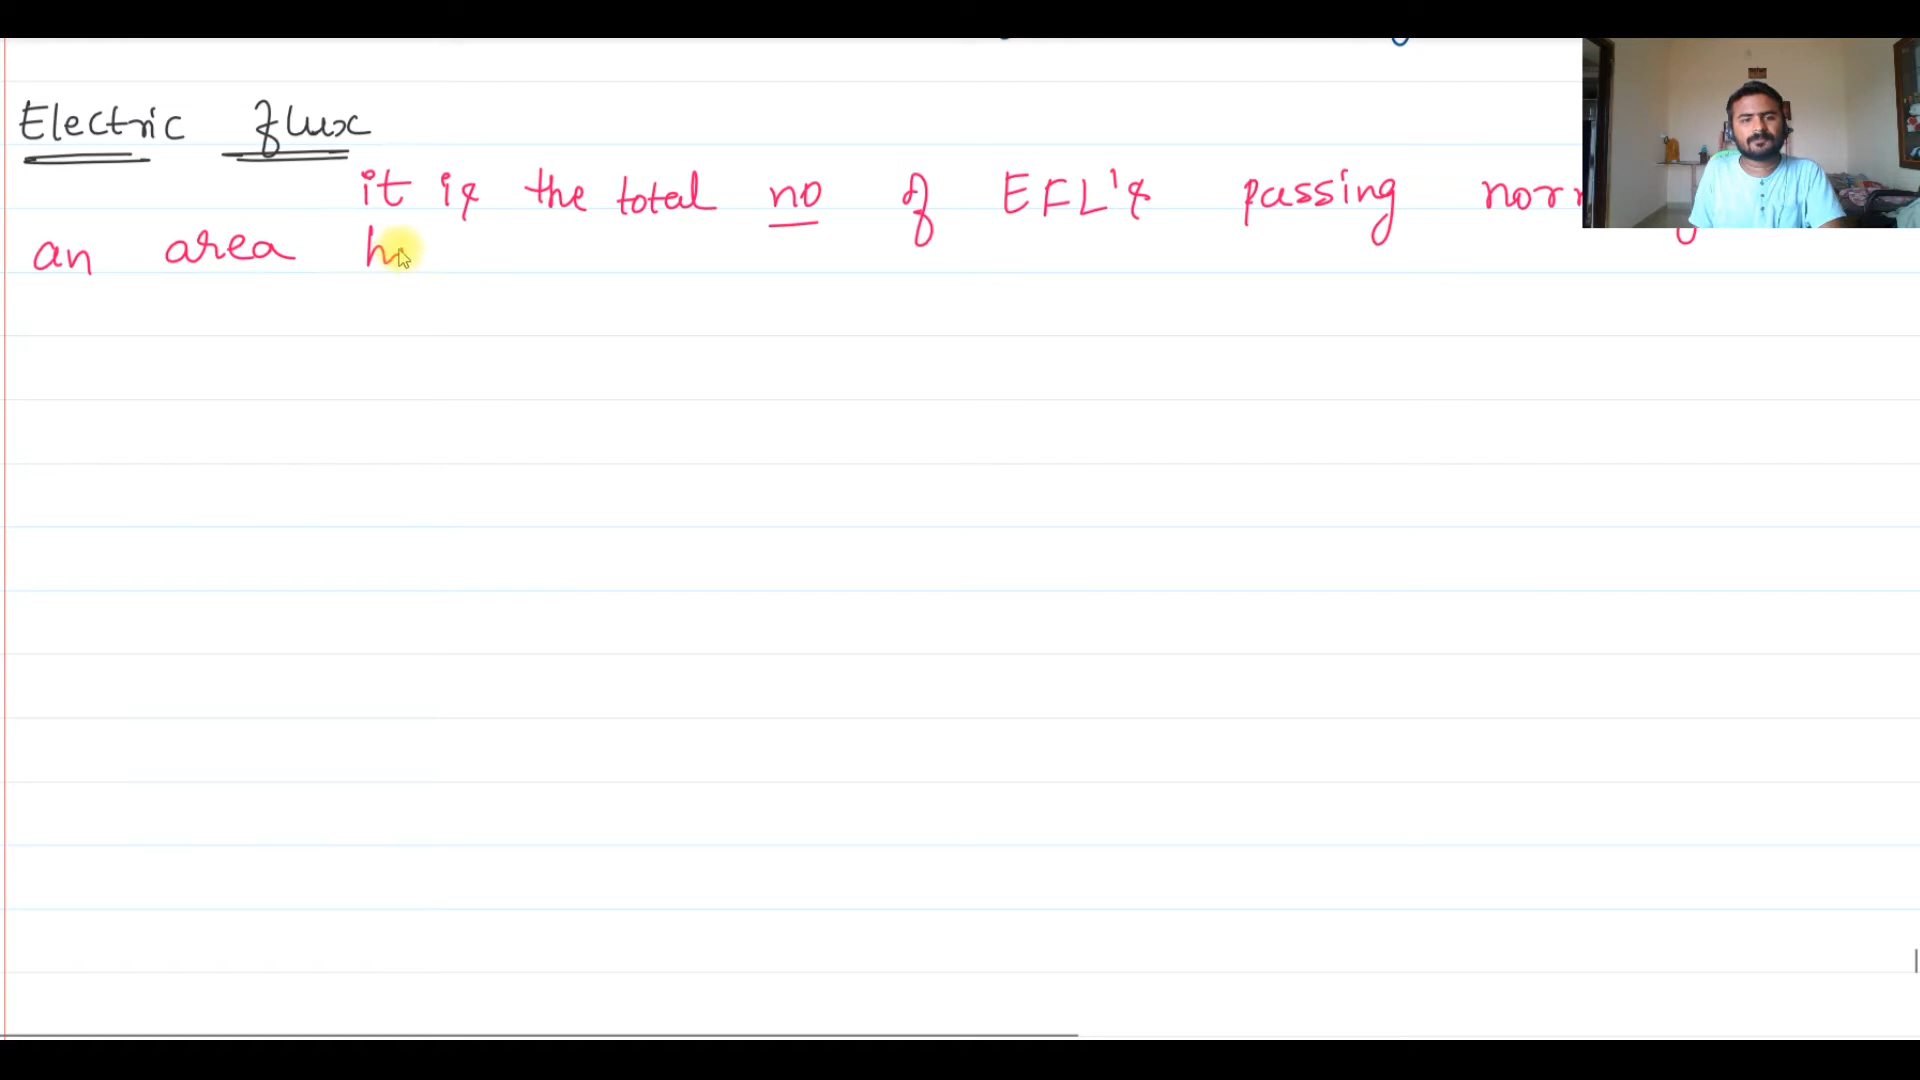 Electric flux
it is the total no of EFL's passing
an area